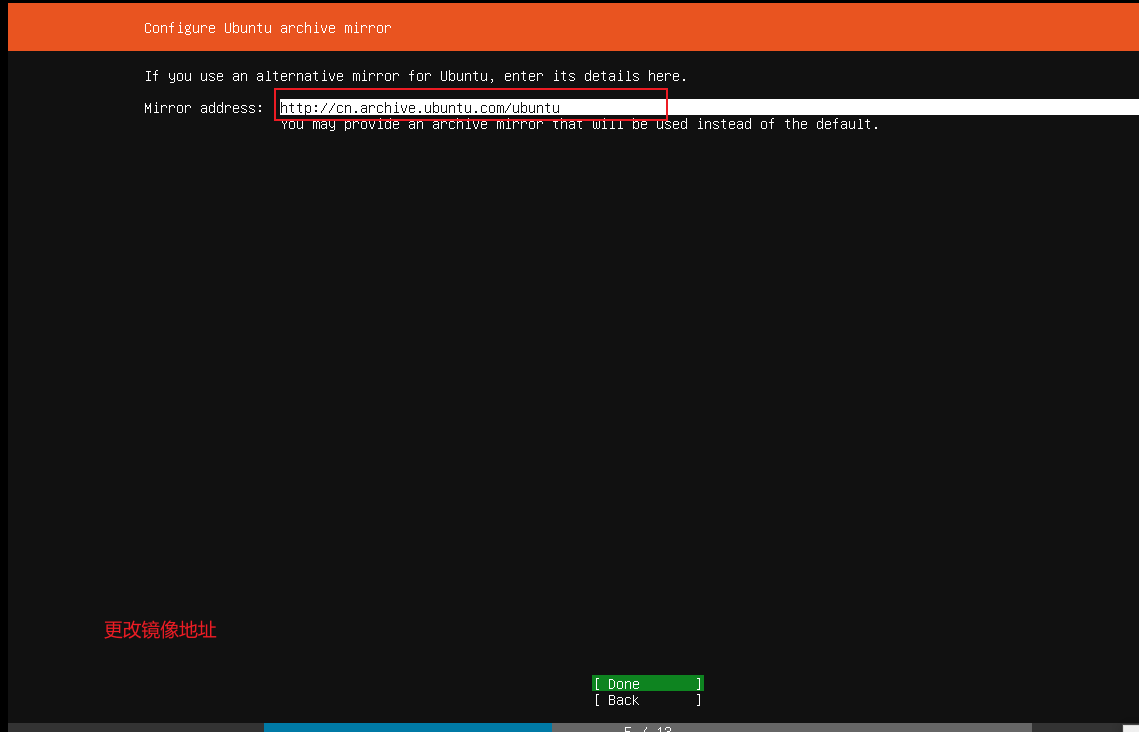 Configure Ubuntu archive mirror
If you use an alternative mirror for Ubuntu, enter its details here.
Mirror address: http://cn.archive.ubuntu.com/ubuntu
You may provide an archive mirror that will be used instead of the default.
更改镜像地址
[ Done ]
[ Back ]
5 / 13